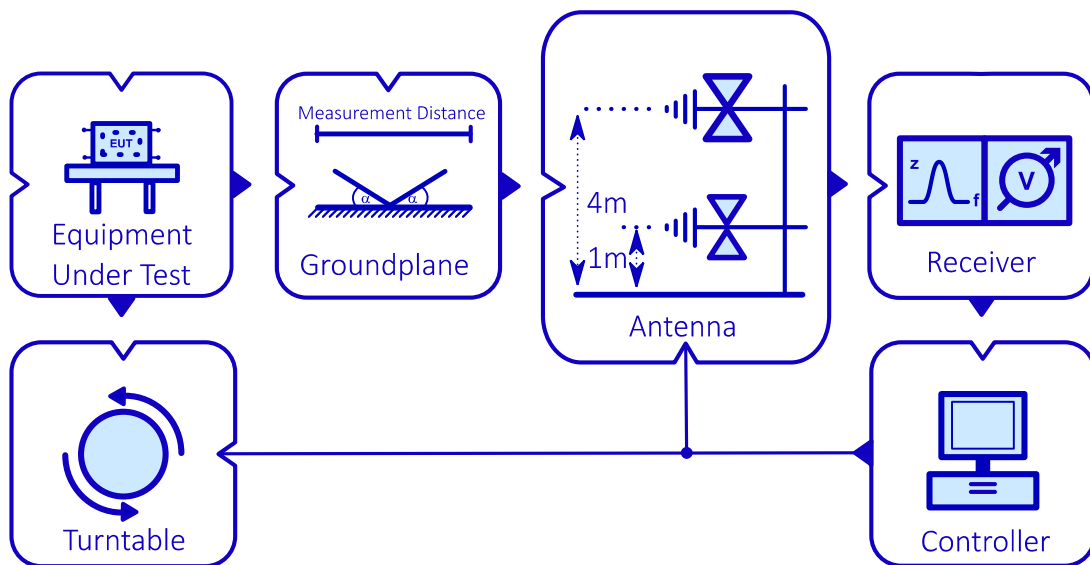 EUT
Equipment
Under Test
Measurement Distance
α α
Groundplane
4m
1m
Antenna
z
f
V
Receiver
Turntable
Controller